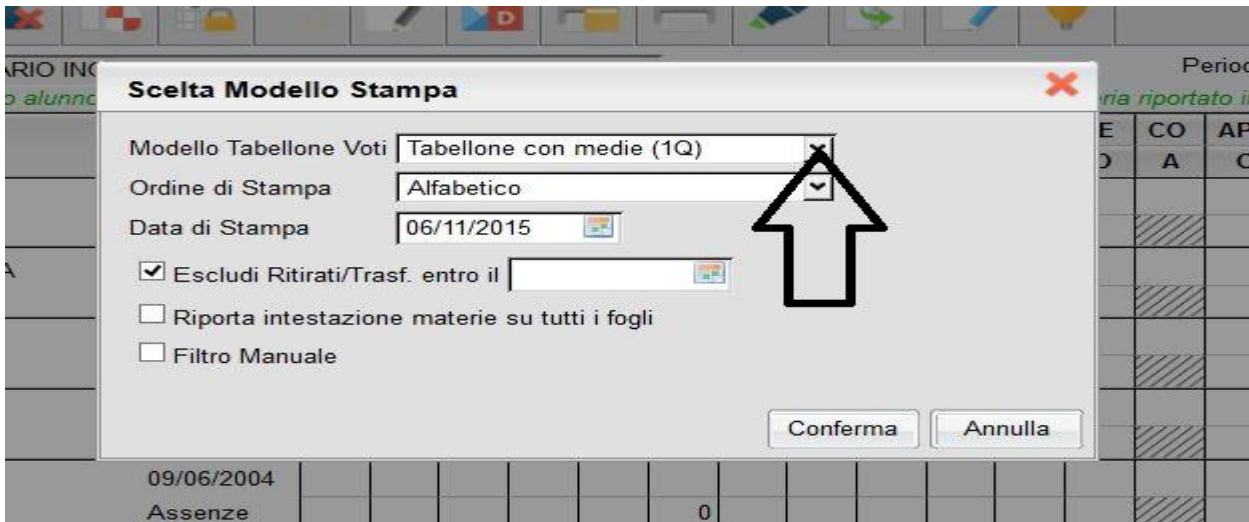 D
ARIO INC
Period
o alunno
ria riportato i
Scelta Modello Stampa
E CO AP
A
Modello Tabellone Voti Tabellone con medie (1Q)
Ordine di Stampa Alfabetico
Data di Stampa 06/11/2015
A
Escludi Ritirati/Trasf. entro il
Riporta intestazione materie su tutti i fogli
Filtro Manuale
Conferma Annulla
09/06/2004
Assenze 0